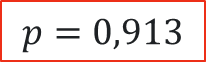 p = 0,913